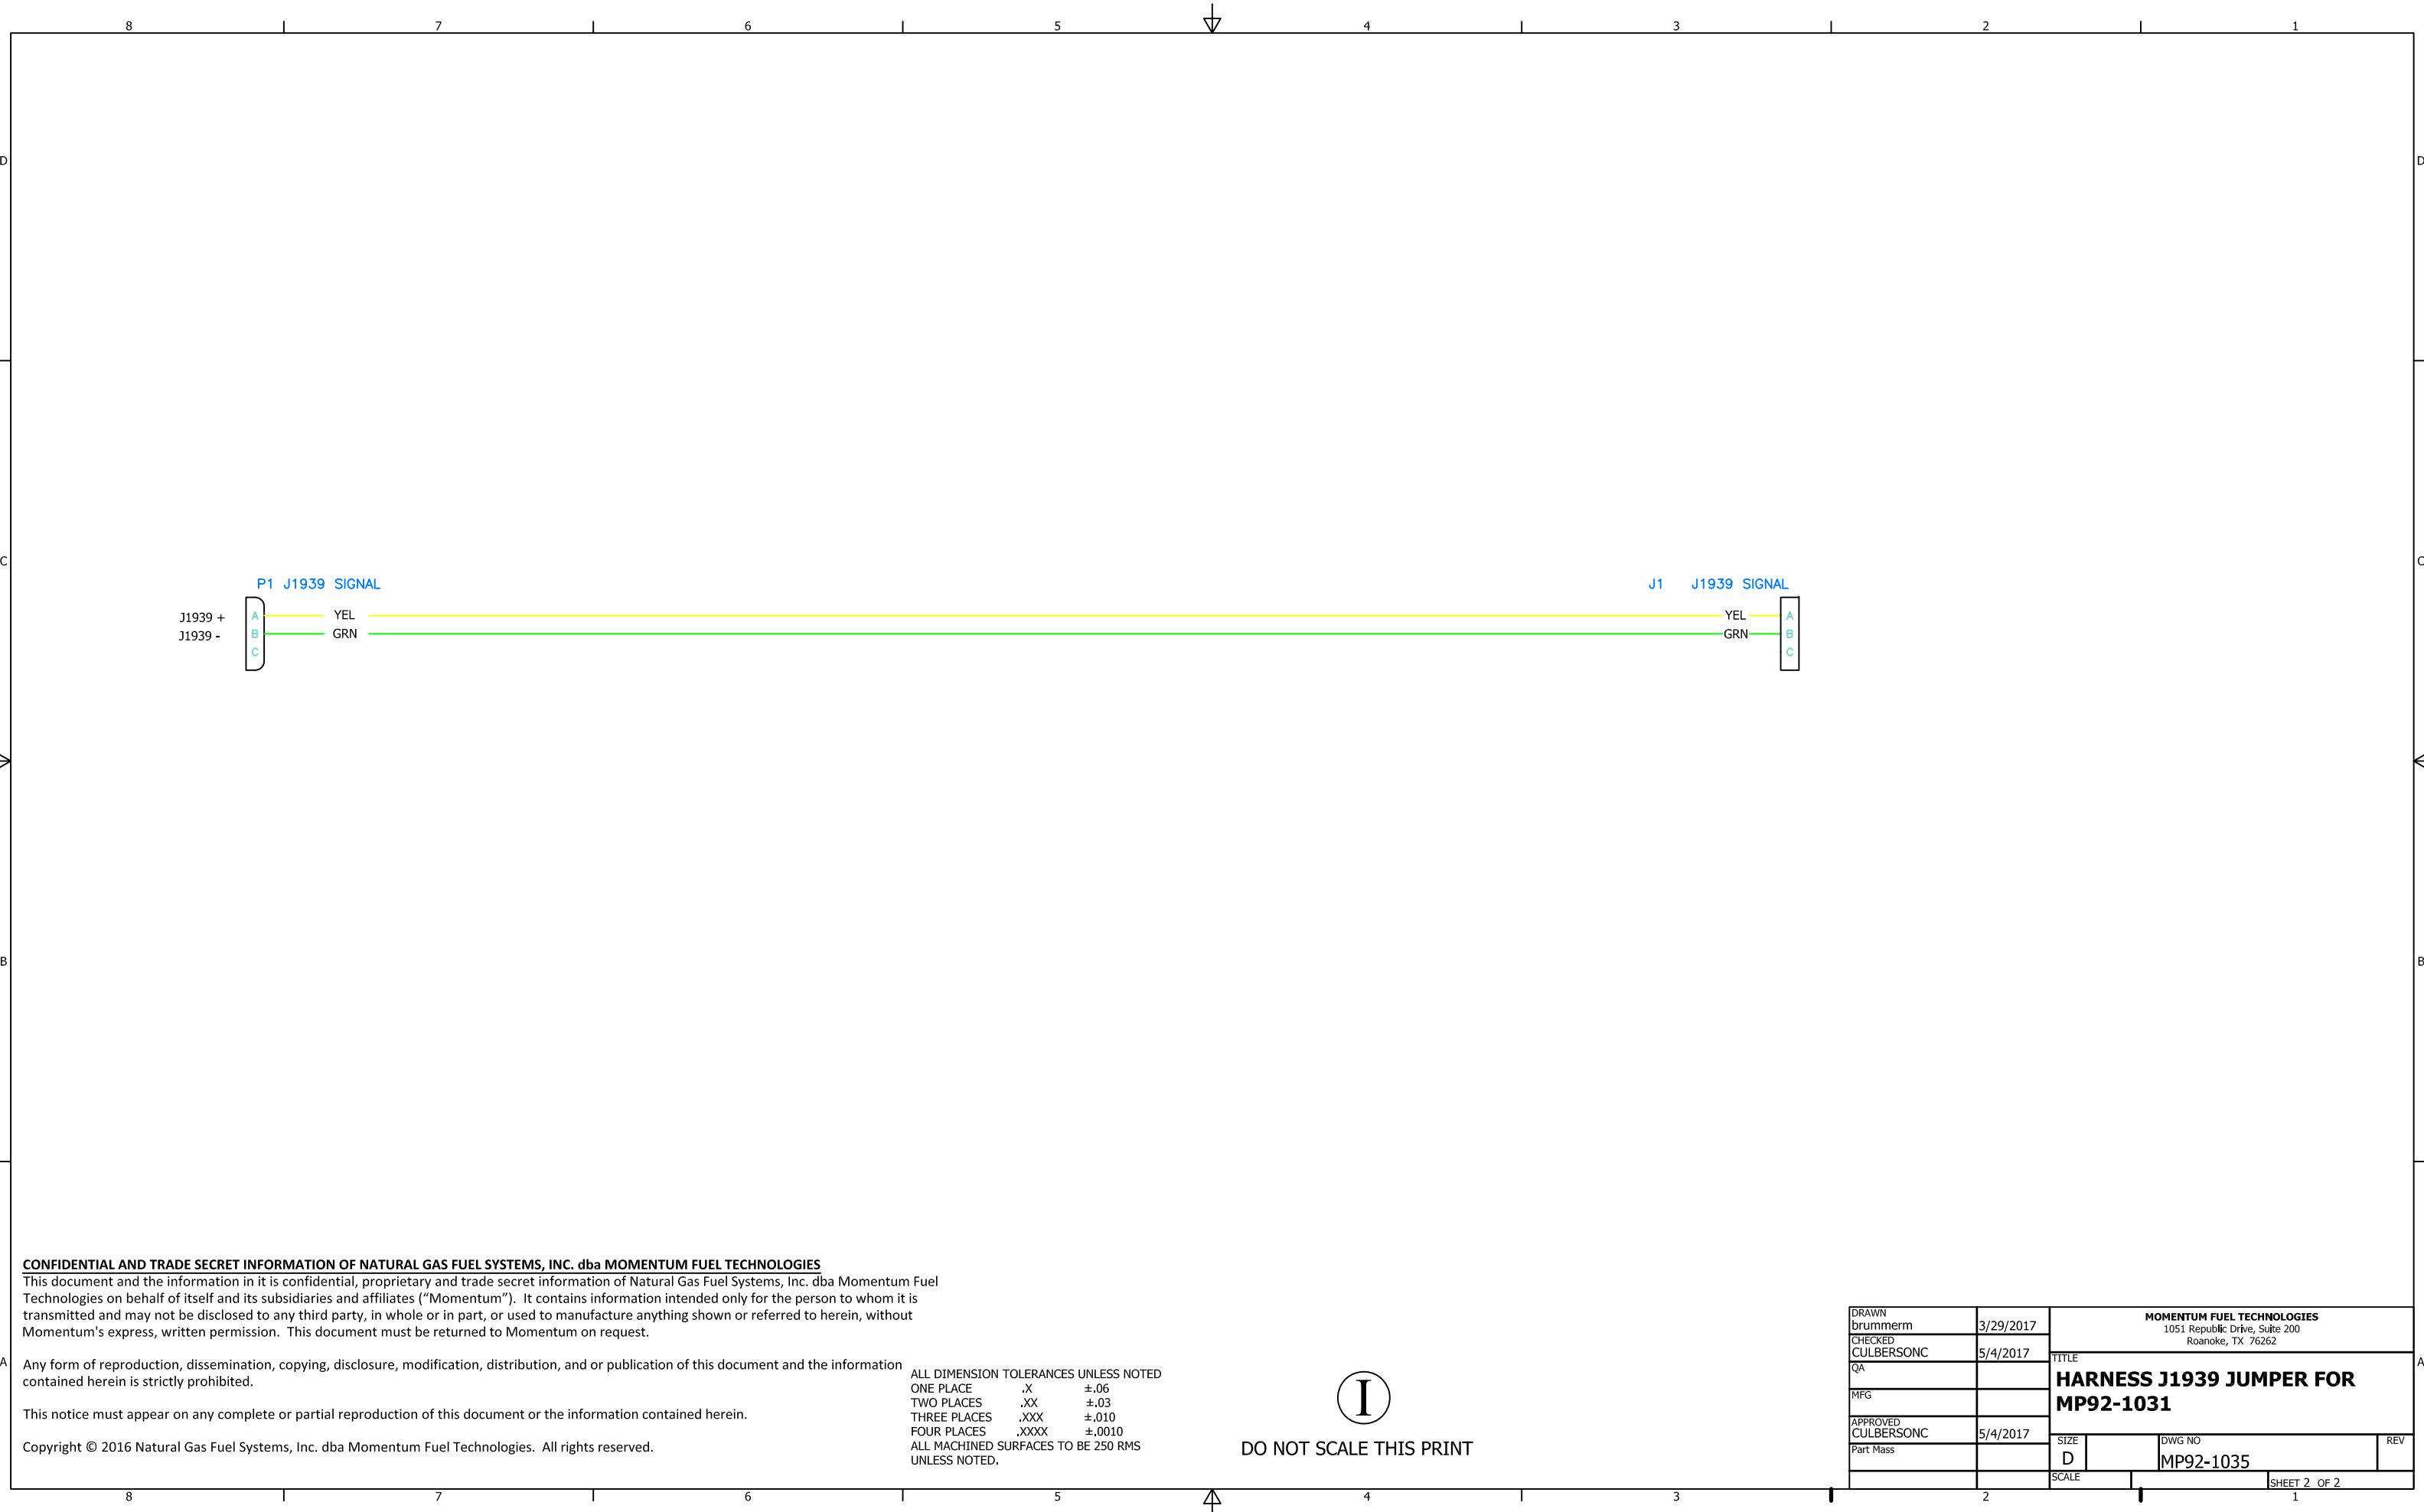 8 7 6 5 4 3 2 1
D D
C C
P1 J1939 SIGNAL
J1 J1939 SIGNAL
J1939 + A YEL YEL A
J1939 - B GRN GRN B
C C
B B
CONFIDENTIAL AND TRADE SECRET INFORMATION OF NATURAL GAS FUEL SYSTEMS, INC. dba MOMENTUM FUEL TECHNOLOGIES
This document and the information in it is confidential, proprietary and trade secret information of Natural Gas Fuel Systems, Inc. dba Momentum Fuel
Technologies on behalf of itself and its subsidiaries and affiliates (“Momentum”). It contains information intended only for the person to whom it is
transmitted and may not be disclosed to any third party, in whole or in part, or used to manufacture anything shown or referred to herein, without
Momentum's express, written permission. This document must be returned to Momentum on request.
A A
Any form of reproduction, dissemination, copying, disclosure, modification, distribution, and or publication of this document and the information
contained herein is strictly prohibited.
This notice must appear on any complete or partial reproduction of this document or the information contained herein.
Copyright © 2016 Natural Gas Fuel Systems, Inc. dba Momentum Fuel Technologies. All rights reserved.
ALL DIMENSION TOLERANCES UNLESS NOTED
ONE PLACE .X ±.06
TWO PLACES .XX ±.03
THREE PLACES .XXX ±.010
FOUR PLACES .XXXX ±.0010
ALL MACHINED SURFACES TO BE 250 RMS
UNLESS NOTED.
I
DO NOT SCALE THIS PRINT
DRAWN
brummerm 3/29/2017
CHECKED
CULBERSONC 5/4/2017
QA
MFG
APPROVED
CULBERSONC 5/4/2017
Part Mass
MOMENTUM FUEL TECHNOLOGIES
1051 Republic Drive, Suite 200
Roanoke, TX 76262
TITLE
HARNESS J1939 JUMPER FOR
MP92-1031
SIZE
D
DWG NO
MP92-1035
REV
SCALE
SHEET 2 OF 2
8 7 6 5 4 3 2 1